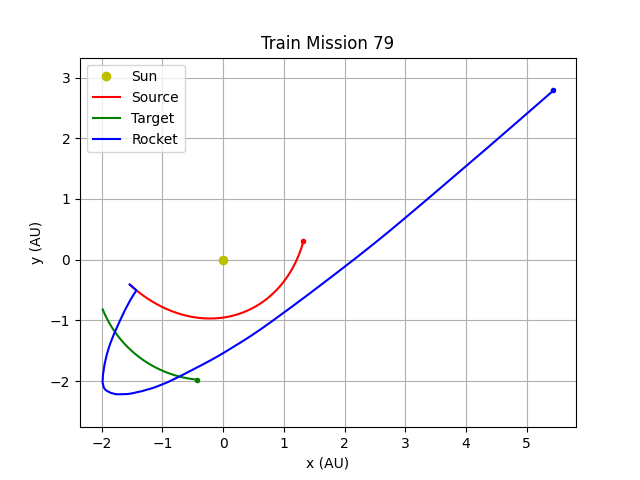 Train Mission 79
Sun
Source
Target
Rocket
3
2
1
0
−1
−2
y (AU)
−2 −1 0 1 2 3 4 5
x (AU)